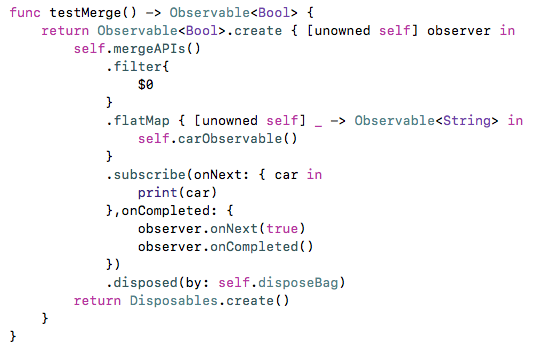 func testMerge() -> Observable<Bool> {
    return Observable<Bool>.create { [unowned self] observer in
        self.mergeAPIs()
            .filter{
                $0
            }
            .flatMap { [unowned self] _ -> Observable<String> in
                self.carObservable()
            }
            .subscribe(onNext: { car in
                print(car)
            },onCompleted: {
                observer.onNext(true)
                observer.onCompleted()
            })
            .disposed(by: self.disposeBag)
        return Disposables.create()
    }
}